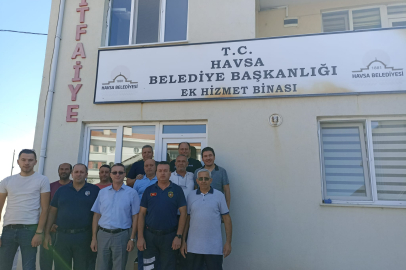 İTFAİYE
T.C.
HAVSA
BELEDİYE BAŞKANLIĞI
EK HİZMET BİNASI
HAVSA BELEDİYESİ
HAVSA BELEDİYESİ